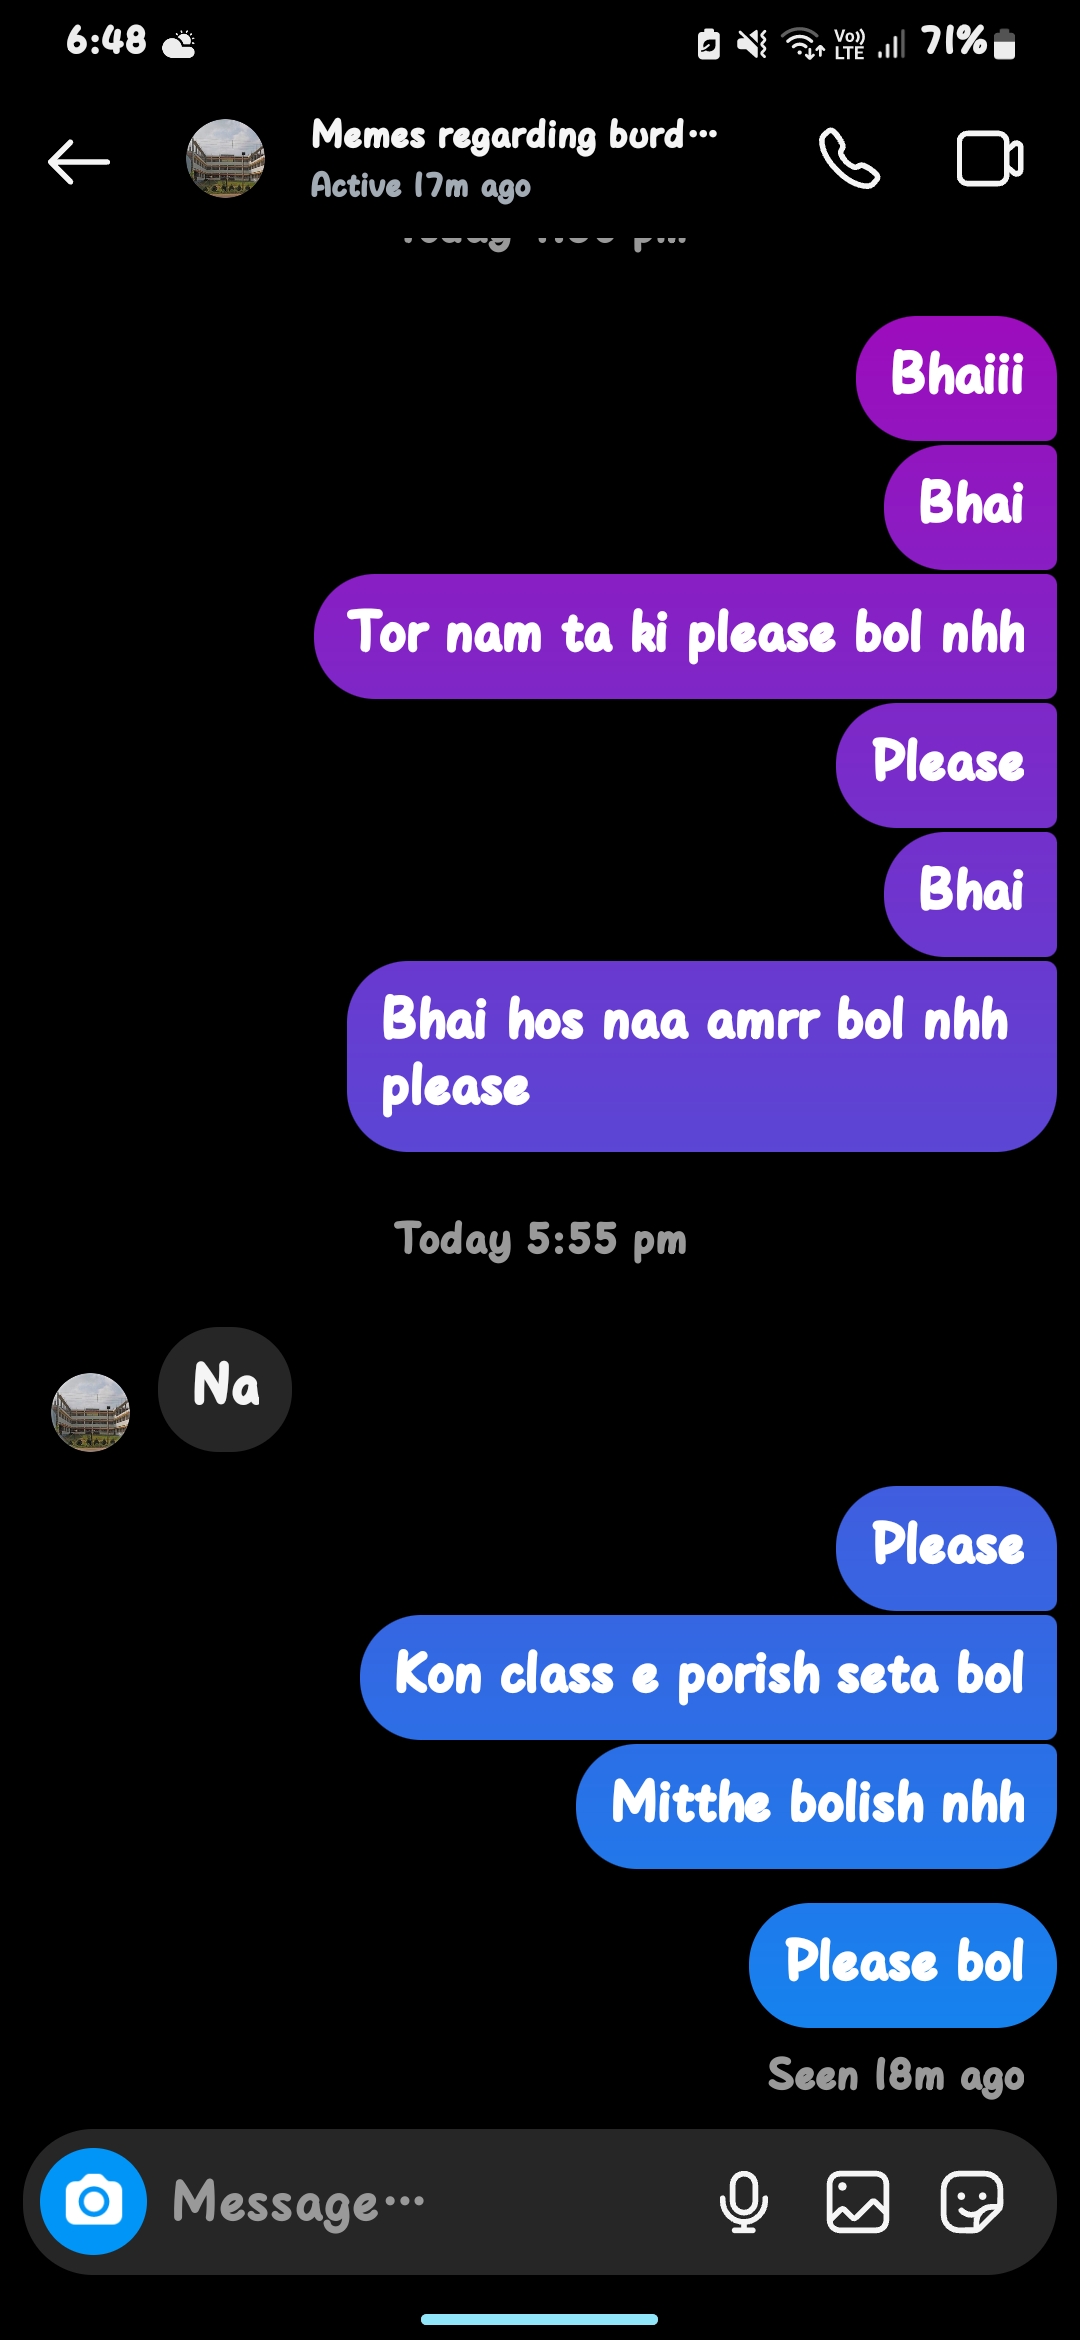 6:48
Vo)) LTE 71%
Memes regarding burd...
Active 17m ago
Today pm
Bhaiii
Bhai
Tor nam ta ki please bol nhh
Please
Bhai
Bhai hos naa amrr bol nhh
please
Today 5:55 pm
Na
Please
Kon class e porish seta bol
Mitthe bolish nhh
Please bol
Seen 18m ago
Message...